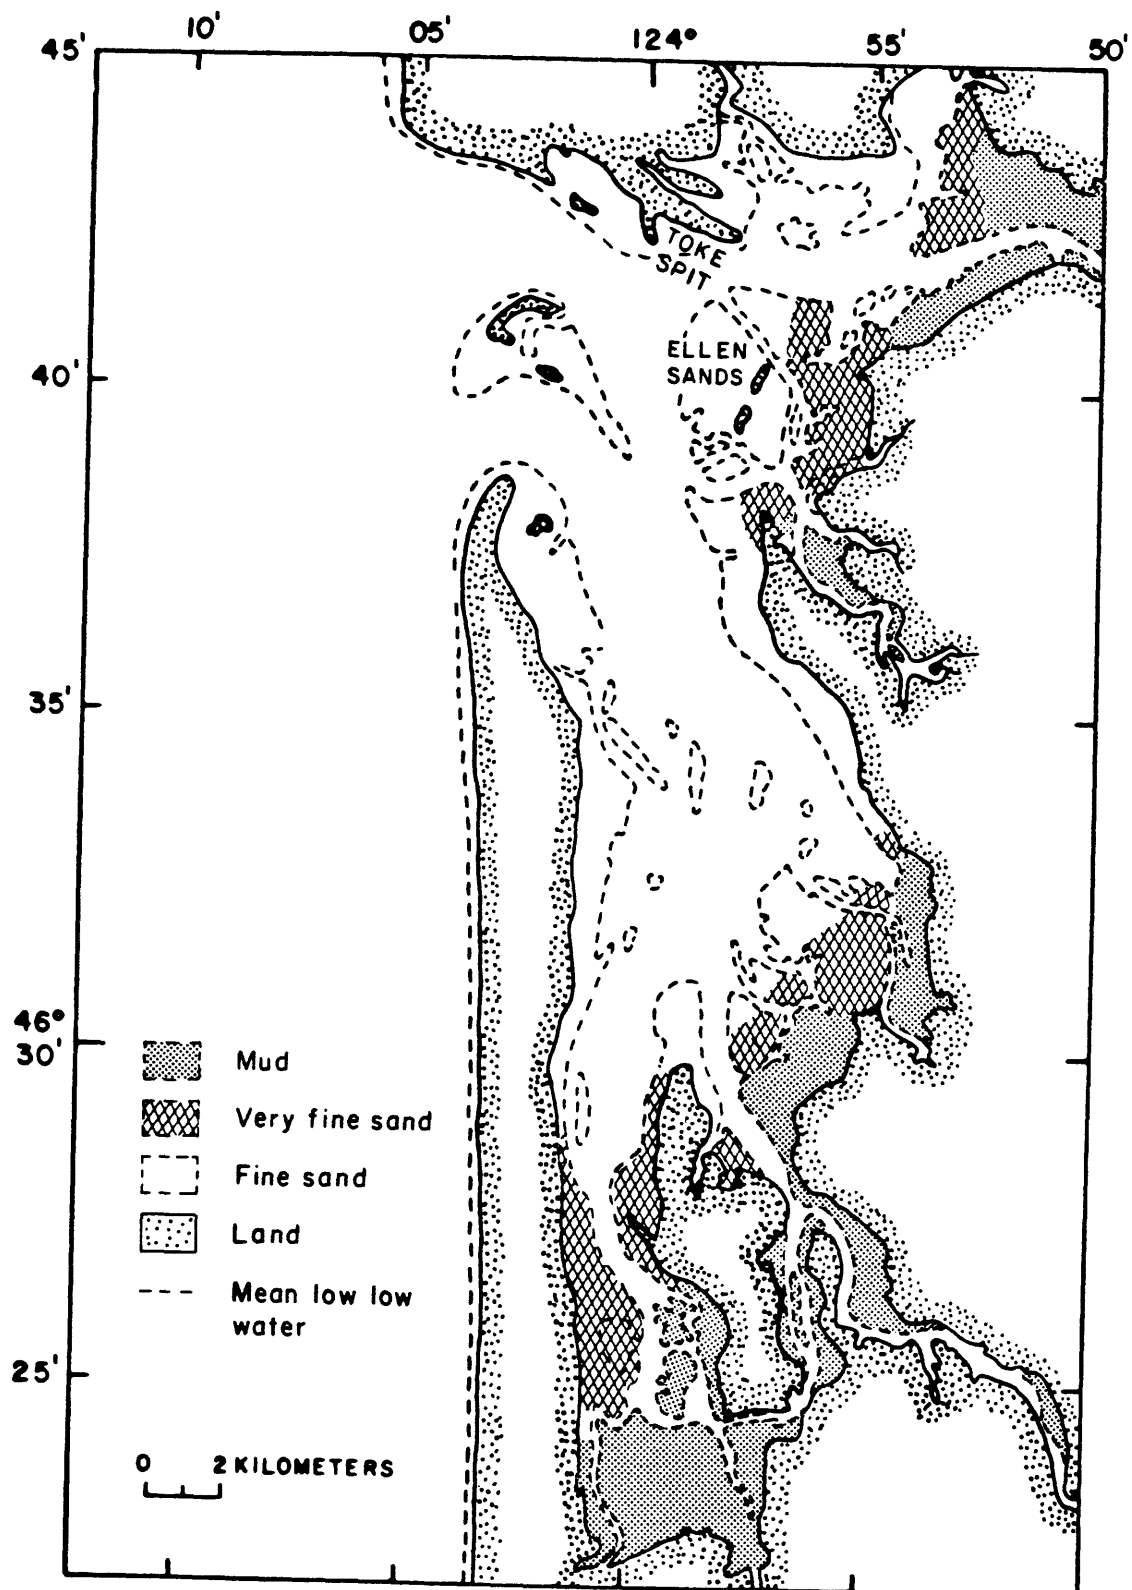 45' 10' 05' 124° 55' 50'
TOKE
SPIT
ELLEN
SANDS
40'
35'
46°
30'
Mud
Very fine sand
Fine sand
Land
Mean low low
water
25'
0 2 KILOMETERS